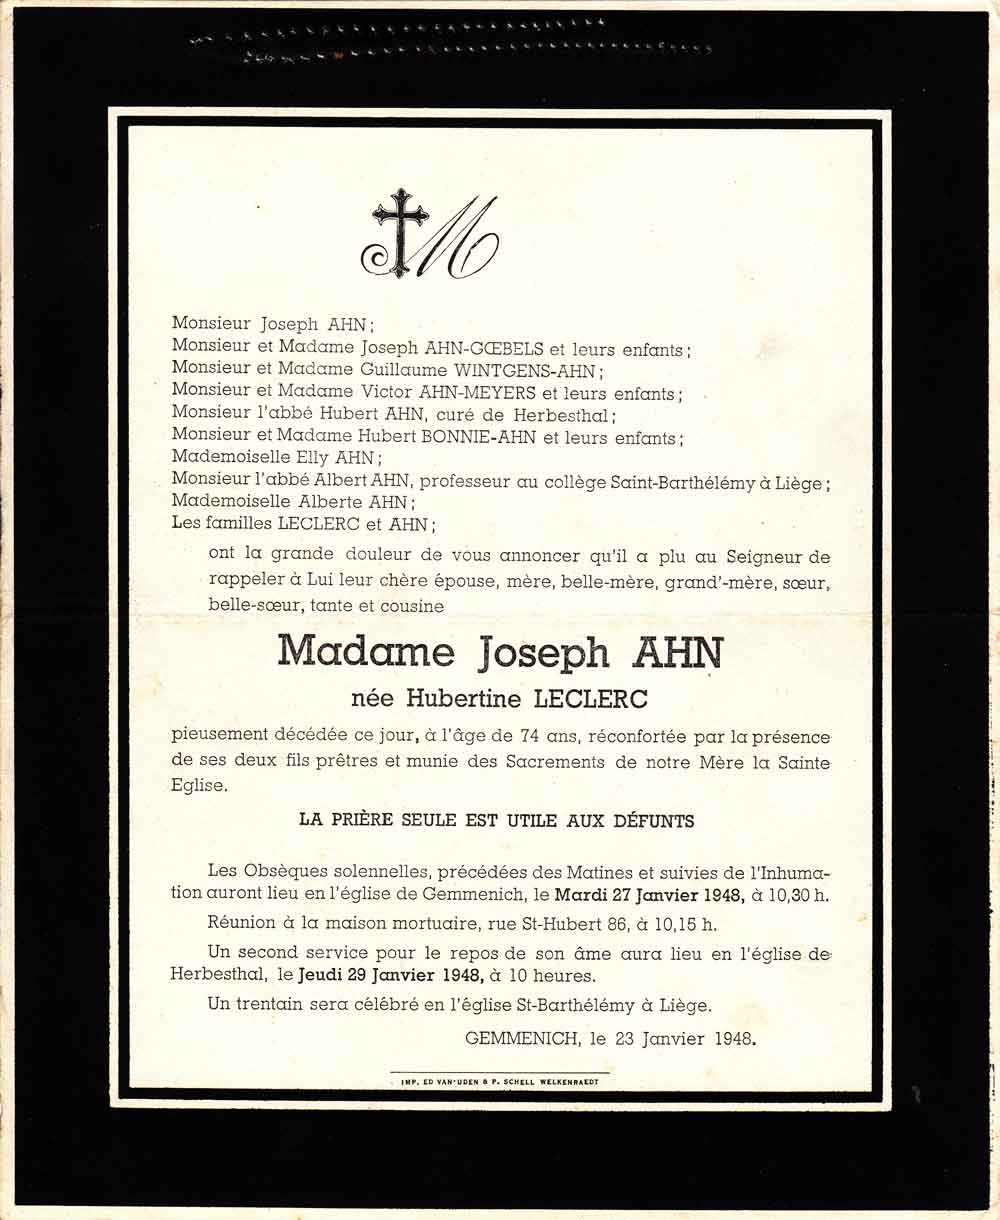 M
Monsieur Joseph AHN ;
Monsieur et Madame Joseph AHN-GŒBELS et leurs enfants ;
Monsieur et Madame Guillaume WINTGENS-AHN ;
Monsieur et Madame Victor AHN-MEYERS et leurs enfants ;
Monsieur l'abbé Hubert AHN, curé de Herbesthal ;
Monsieur et Madame Hubert BONNIE-AHN et leurs enfants ;
Mademoiselle Elly AHN ;
Monsieur l'abbé Albert AHN, professeur au collège Saint-Barthélémy à Liège ;
Mademoiselle Alberte AHN ;
Les familles LECLERC et AHN ;
ont la grande douleur de vous annoncer qu'il a plu au Seigneur de
rappeler à Lui leur chère épouse, mère, belle-mère, grand'-mère, sœur,
belle-sœur, tante et cousine
Madame Joseph AHN
née Hubertine LECLERC
pieusement décédée ce jour, à l'âge de 74 ans, réconfortée par la présence
de ses deux fils prêtres et munie des Sacrements de notre Mère la Sainte
Eglise.
LA PRIÈRE SEULE EST UTILE AUX DÉFUNTS
Les Obsèques solennelles, précédées des Matines et suivies de l'Inhuma-
tion auront lieu en l'église de Gemmenich, le Mardi 27 Janvier 1948, à 10,30 h.
Réunion à la maison mortuaire, rue St-Hubert 86, à 10,15 h.
Un second service pour le repos de son âme aura lieu en l'église de
Herbesthal, le Jeudi 29 Janvier 1948, à 10 heures.
Un trentain sera célébré en l'église St-Barthélémy à Liège.
GEMMENICH, le 23 Janvier 1948.
IMP. ED VAN'UDEN & P. SCHELL WELKENRAEDT